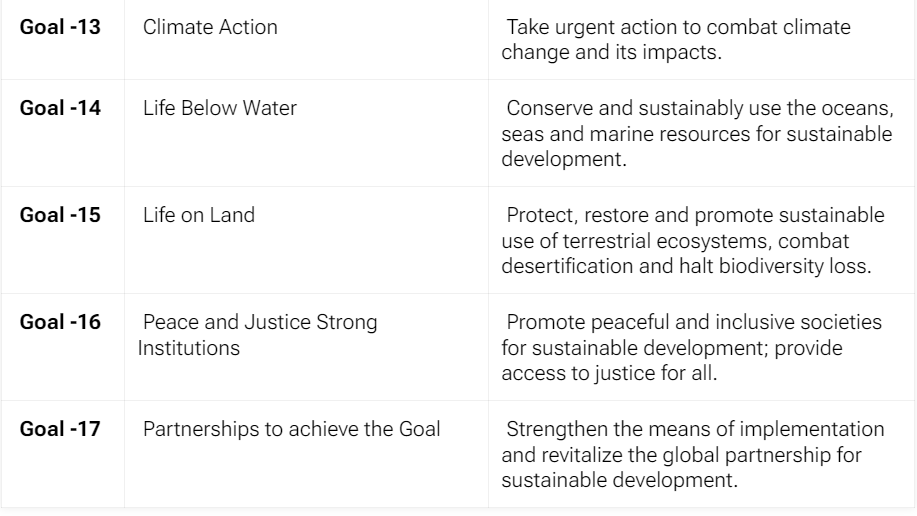 Goal -13 Climate Action Take urgent action to combat climate
change and its impacts.
Goal -14 Life Below Water Conserve and sustainably use the oceans,
seas and marine resources for sustainable
development.
Goal -15 Life on Land Protect, restore and promote sustainable
use of terrestrial ecosystems, combat
desertification and halt biodiversity loss.
Goal -16 Peace and Justice Strong
Institutions
Promote peaceful and inclusive societies
for sustainable development; provide
access to justice for all.
Goal -17 Partnerships to achieve the Goal Strengthen the means of implementation
and revitalize the global partnership for
sustainable development.